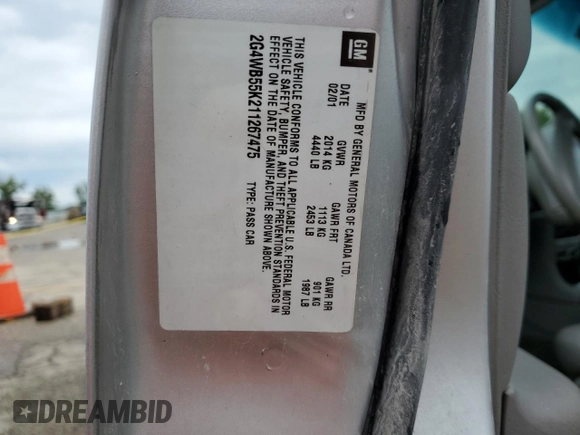 GM
MFD BY GENERAL MOTORS OF CANADA LTD.
DATE GVWR GAWR FRT GAWR RR
02/01 2014 KG 1113 KG 901 KG
4440 LB 2453 LB 1987 LB
THIS VEHICLE CONFORMS TO ALL APPLICABLE U.S. FEDERAL MOTOR
VEHICLE SAFETY, BUMPER, AND THEFT PREVENTION STANDARDS IN
EFFECT ON THE DATE OF MANUFACTURE SHOWN ABOVE.
2G4WB55K211267475 TYPE: PASS CAR
DREAMBID